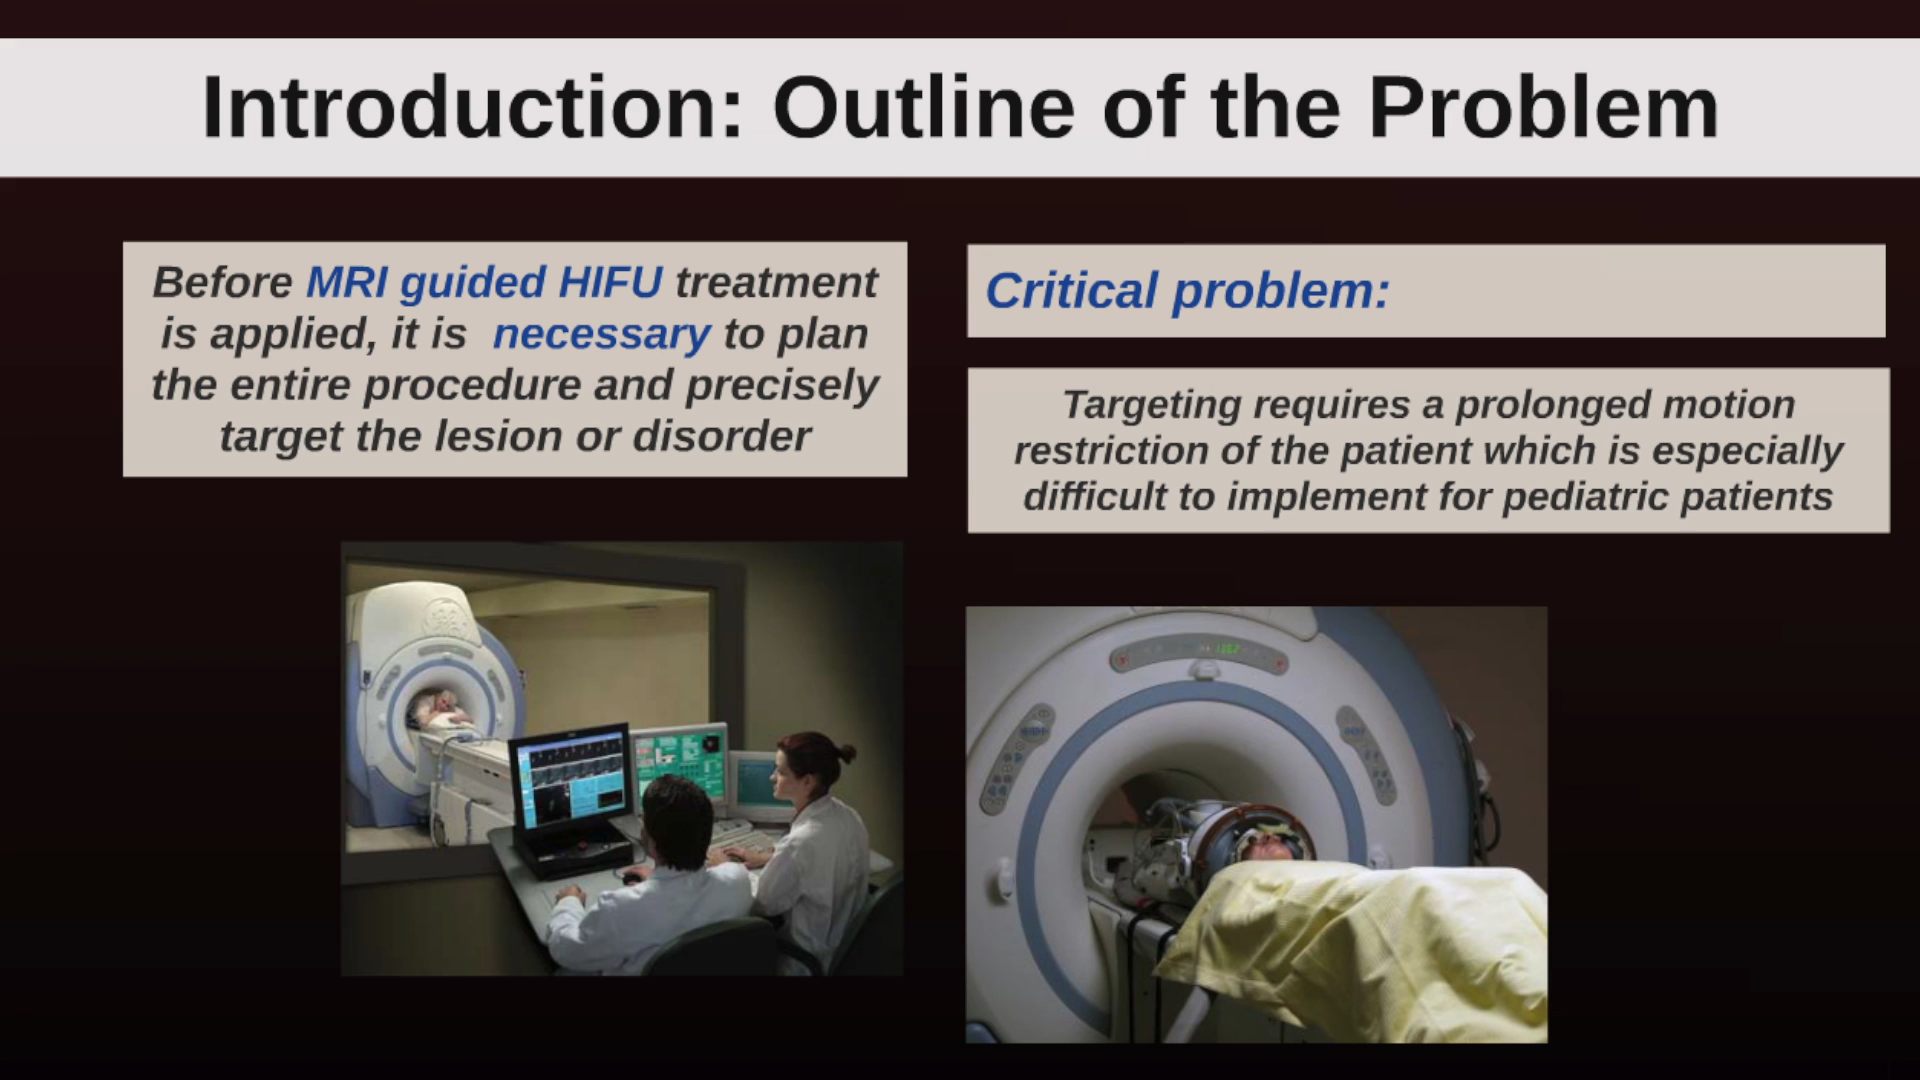 Introduction: Outline of the Problem
Before MRI guided HIFU treatment
is applied, it is necessary to plan
the entire procedure and precisely
target the lesion or disorder
Critical problem:
Targeting requires a prolonged motion
restriction of the patient which is especially
difficult to implement for pediatric patients